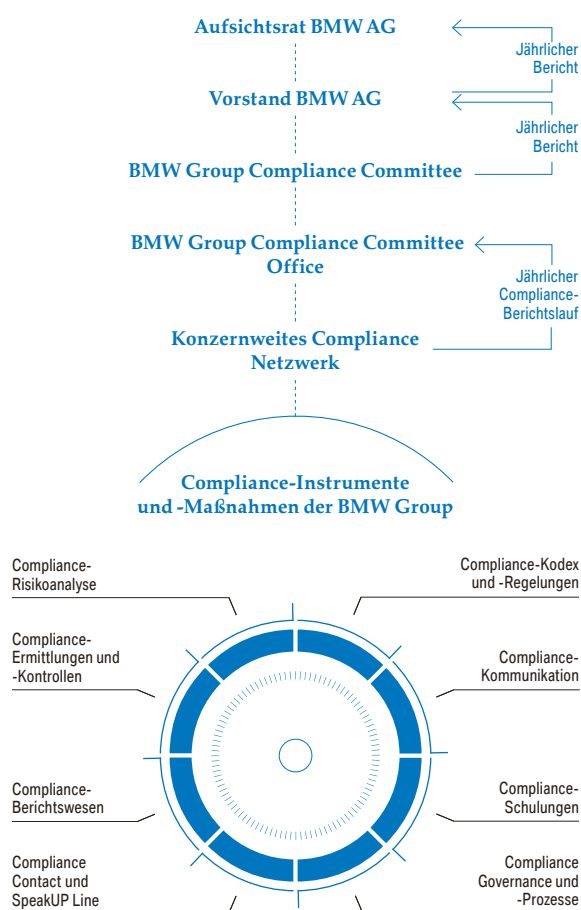 Aufsichtsrat BMW AG
Jährlicher
Bericht
Vorstand BMW AG
Jährlicher
Bericht
BMW Group Compliance Committee
BMW Group Compliance Committee
Office
Jährlicher
Compliance-
Berichtslauf
Konzernweites Compliance
Netzwerk
Compliance-Instrumente
und -Maßnahmen der BMW Group
Compliance-
Risikoanalyse
Compliance-Kodex
und -Regelungen
Compliance-
Ermittlungen und
-Kontrollen
Compliance-
Kommunikation
Compliance-
Berichtswesen
Compliance-
Schulungen
Compliance
Contact und
SpeakUP Line
Compliance
Governance und
-Prozesse